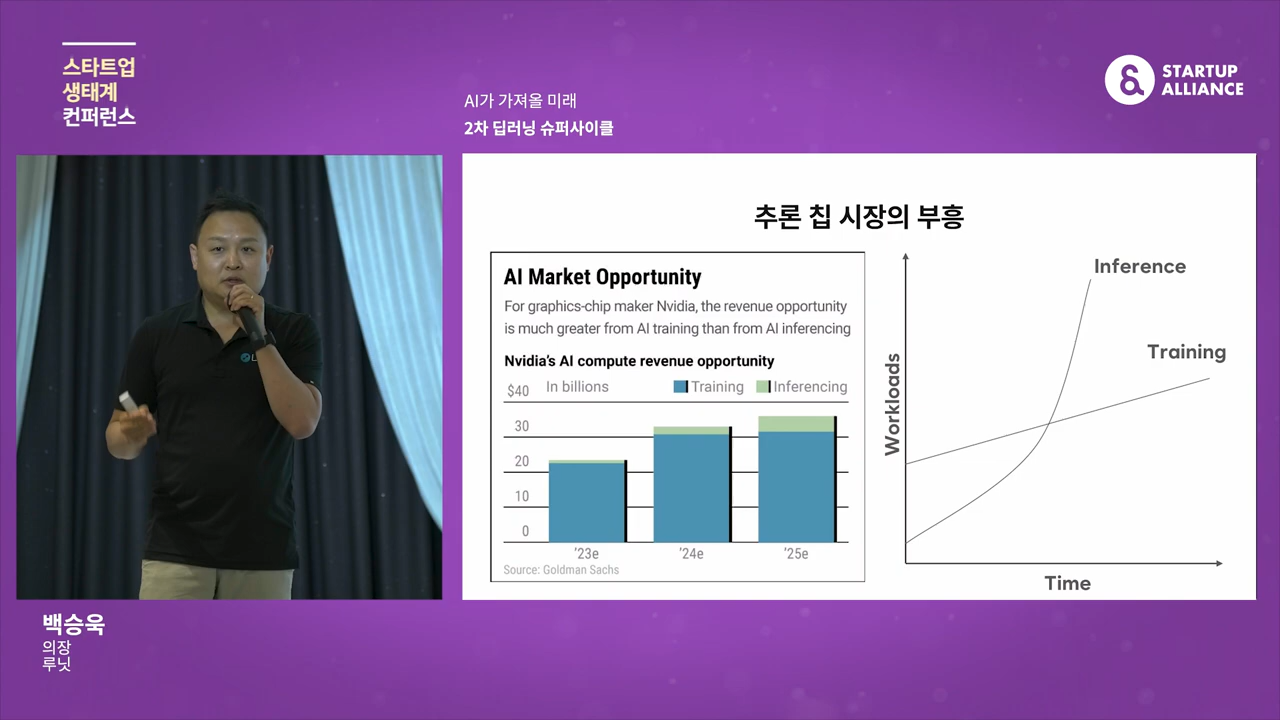 스타트업
생태계
컨퍼런스
AI가 가져올 미래
2차 딥러닝 슈퍼사이클
STARTUP
ALLIANCE
추론 칩 시장의 부흥
AI Market Opportunity
For graphics-chip maker Nvidia, the revenue opportunity
is much greater from AI training than from AI inferencing
Nvidia's AI compute revenue opportunity
$40 In billions Training Inferencing
30
20
10
0
'23e '24e '25e
Source: Goldman Sachs
Inference
Training
Workloads
Time
백승욱
의장
루닛